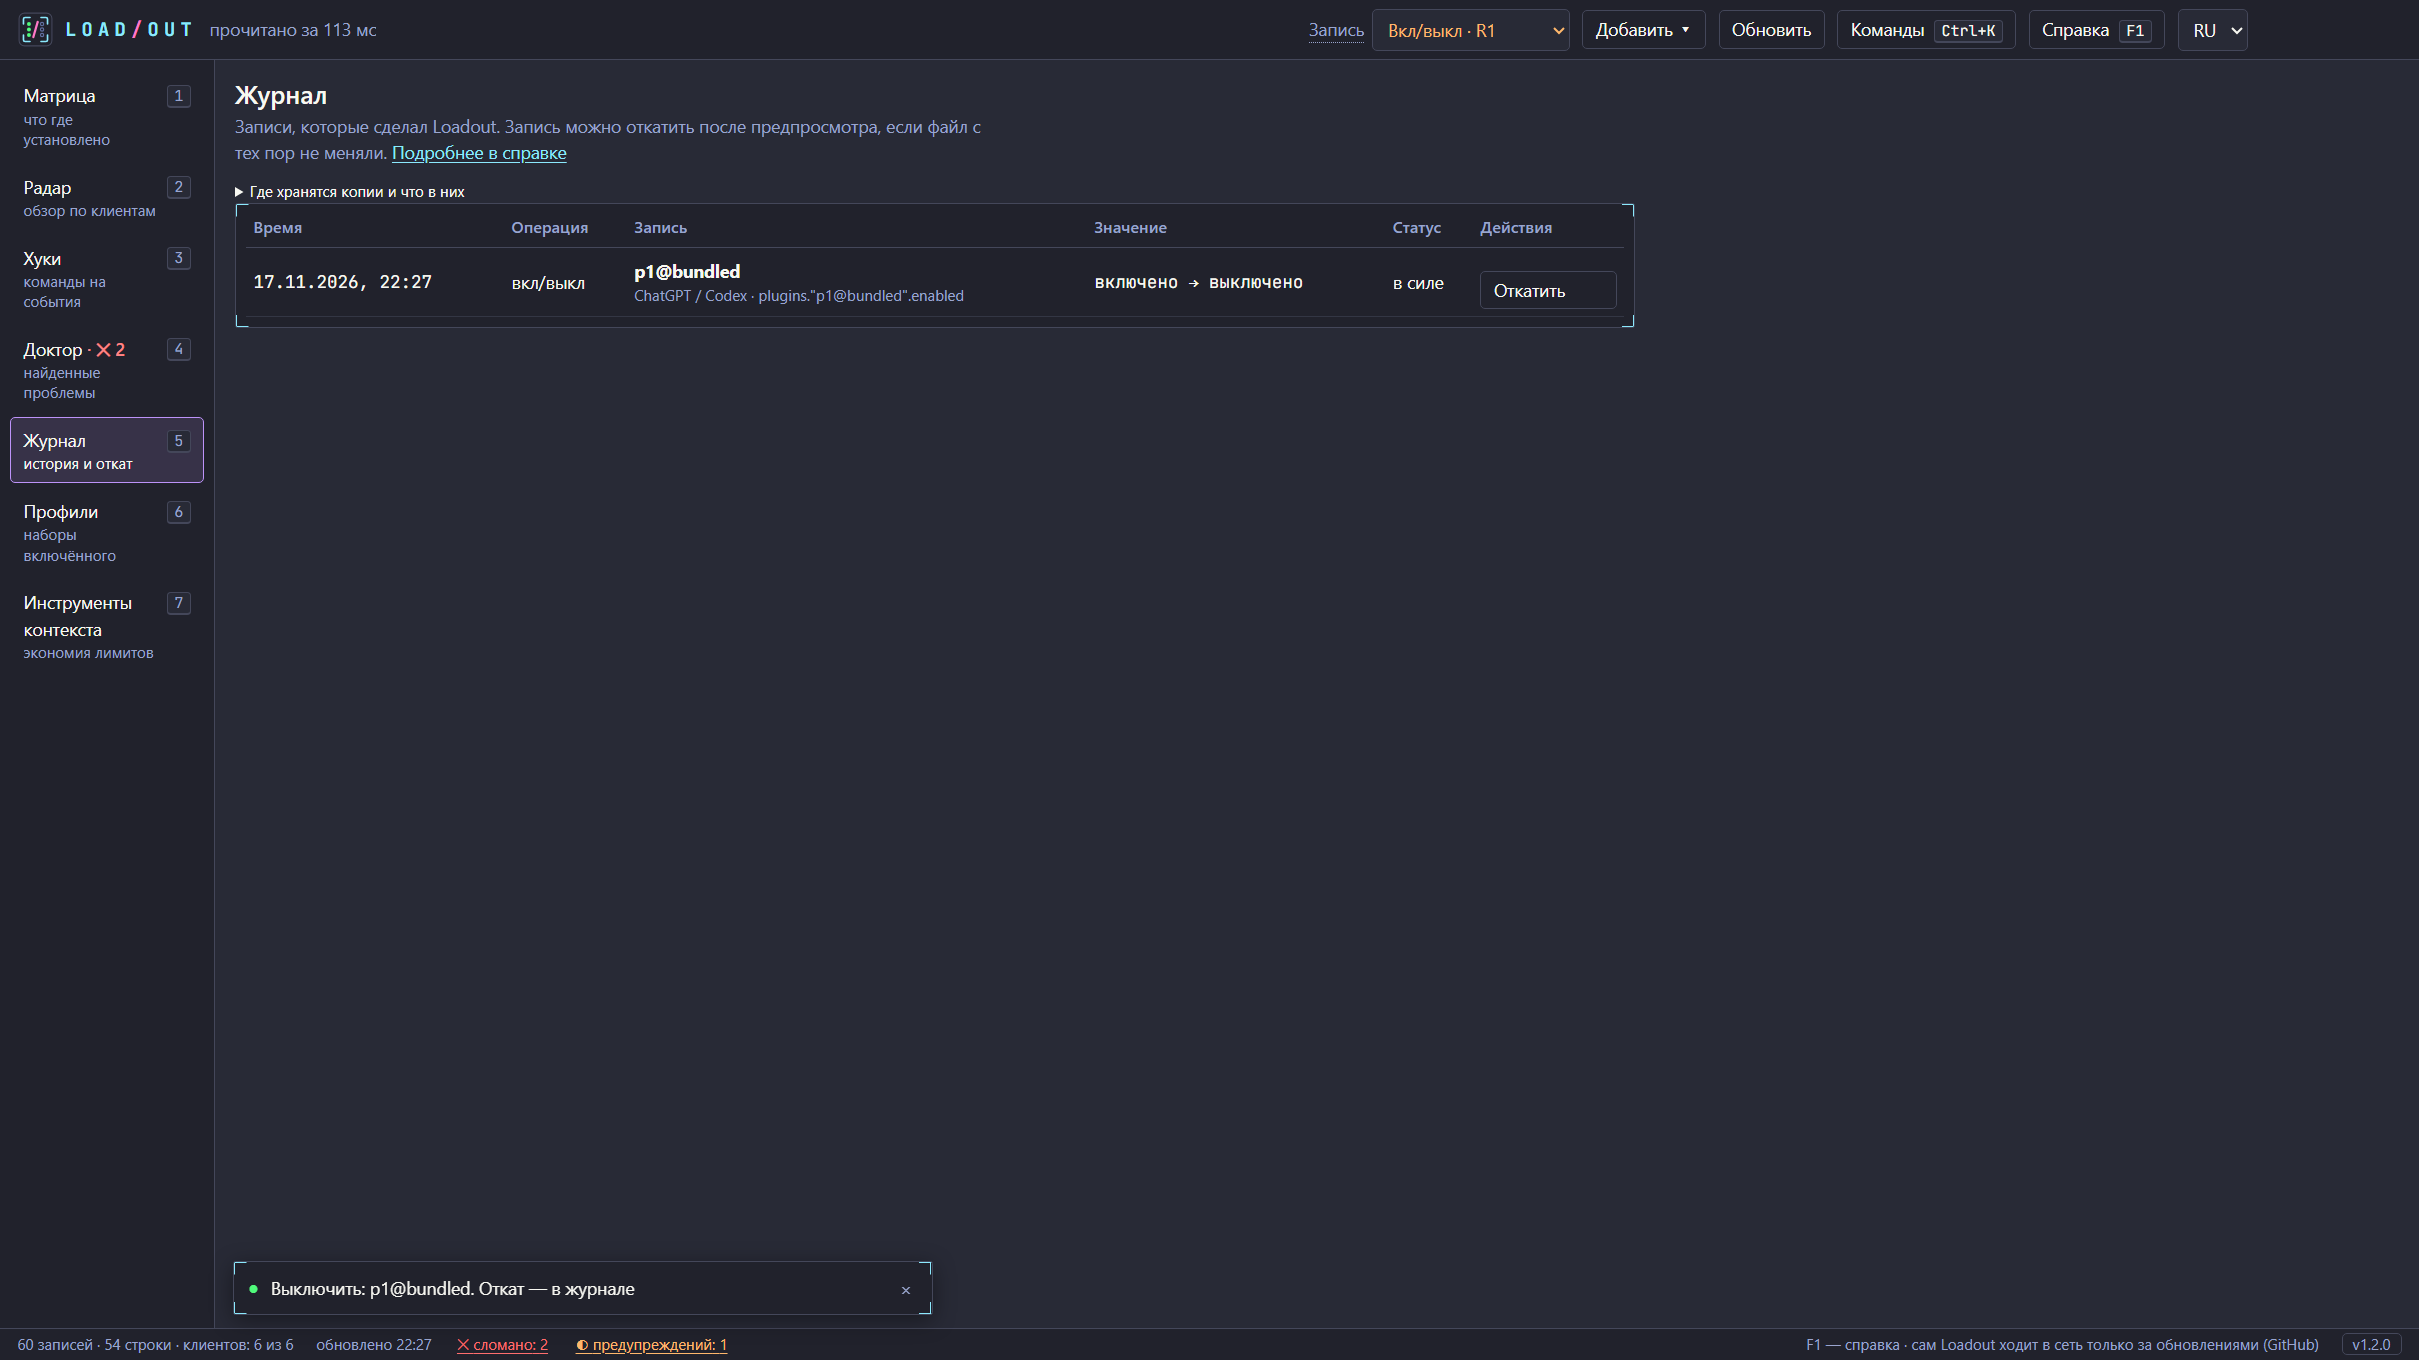 LOAD/OUT прочитано за 113 мс
Запись Вкл/выкл · R1 Добавить ▼ Обновить Команды Ctrl+K Справка F1 RU
Матрица 1
что где
установлено
Радар 2
обзор по клиентам
Хуки 3
команды на
события
Доктор · ✕ 2 4
найденные
проблемы
Журнал 5
история и откат
Профили 6
наборы
включённого
Инструменты 7
контекста
экономия лимитов
Журнал
Записи, которые сделал Loadout. Запись можно откатить после предпросмотра, если файл с
тех пор не меняли. Подробнее в справке
▶ Где хранятся копии и что в них
Время Операция Запись Значение Статус Действия
17.11.2026, 22:27 вкл/выкл p1@bundled включено → выключено в силе Откатить
ChatGPT / Codex · plugins."p1@bundled".enabled
Выключить: p1@bundled. Откат — в журнале ×
60 записей · 54 строки · клиентов: 6 из 6 обновлено 22:27 ✕ сломано: 2 ◐ предупреждений: 1
F1 — справка · сам Loadout ходит в сеть только за обновлениями (GitHub) v1.2.0